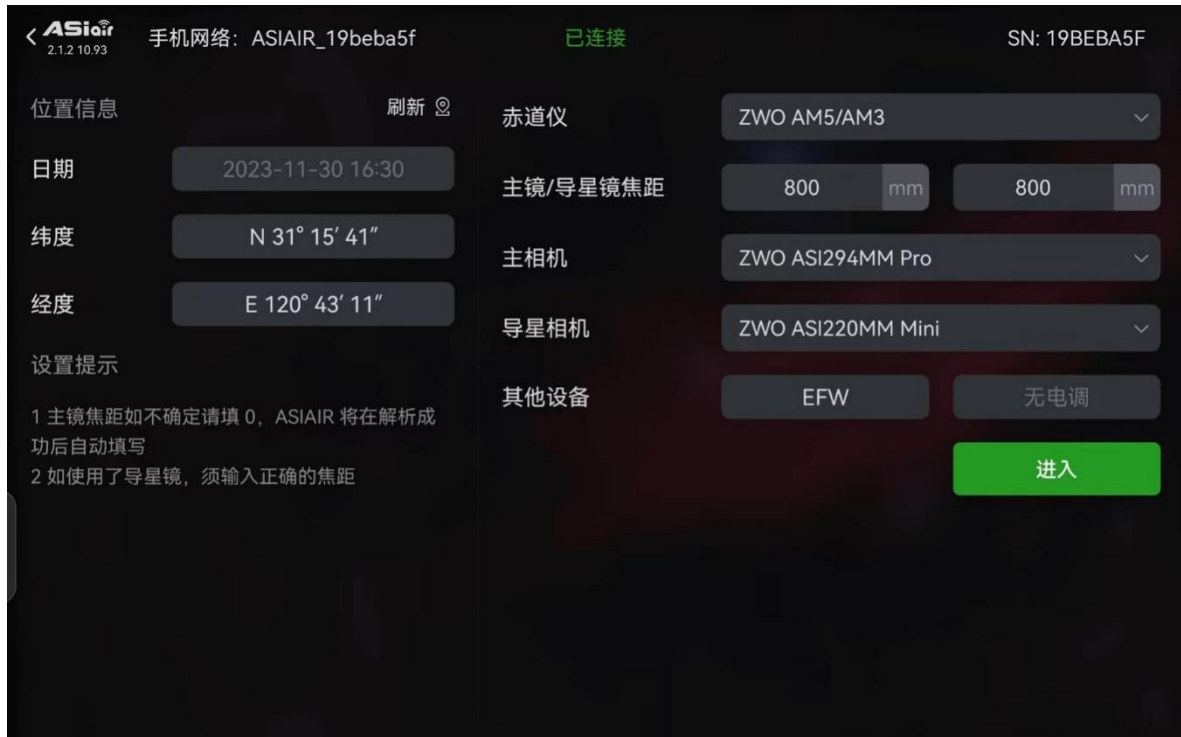 ASiair
2.1.2 10.93
手机网络：ASIAIR_19beba5f
已连接
SN: 19BEBA5F
位置信息
刷新
日期
2023-11-30 16:30
纬度
N 31° 15′ 41″
经度
E 120° 43′ 11″
设置提示
1 主镜焦距如不确定请填 0，ASIAIR 将在解析成
功后自动填写
2 如使用了导星镜，须输入正确的焦距
赤道仪
ZWO AM5/AM3
主镜/导星镜焦距
800 mm
800 mm
主相机
ZWO ASI294MM Pro
导星相机
ZWO ASI220MM Mini
其他设备
EFW
无电调
进入